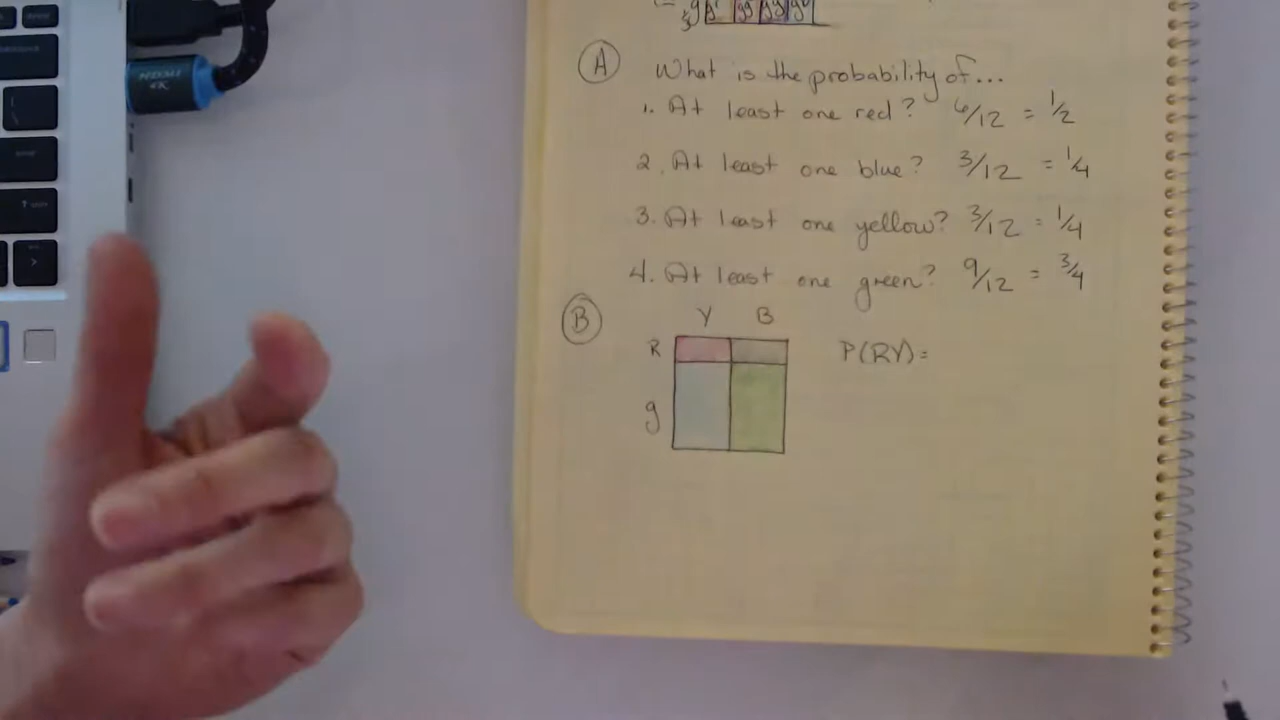 A What is the probability of...
1. At least one red? 6/12 = 1/2
2. At least one blue? 3/12 = 1/4
3. At least one yellow? 3/12 = 1/4
4. At least one green? 9/12 = 3/4
B Y B
R P(RY)=
g